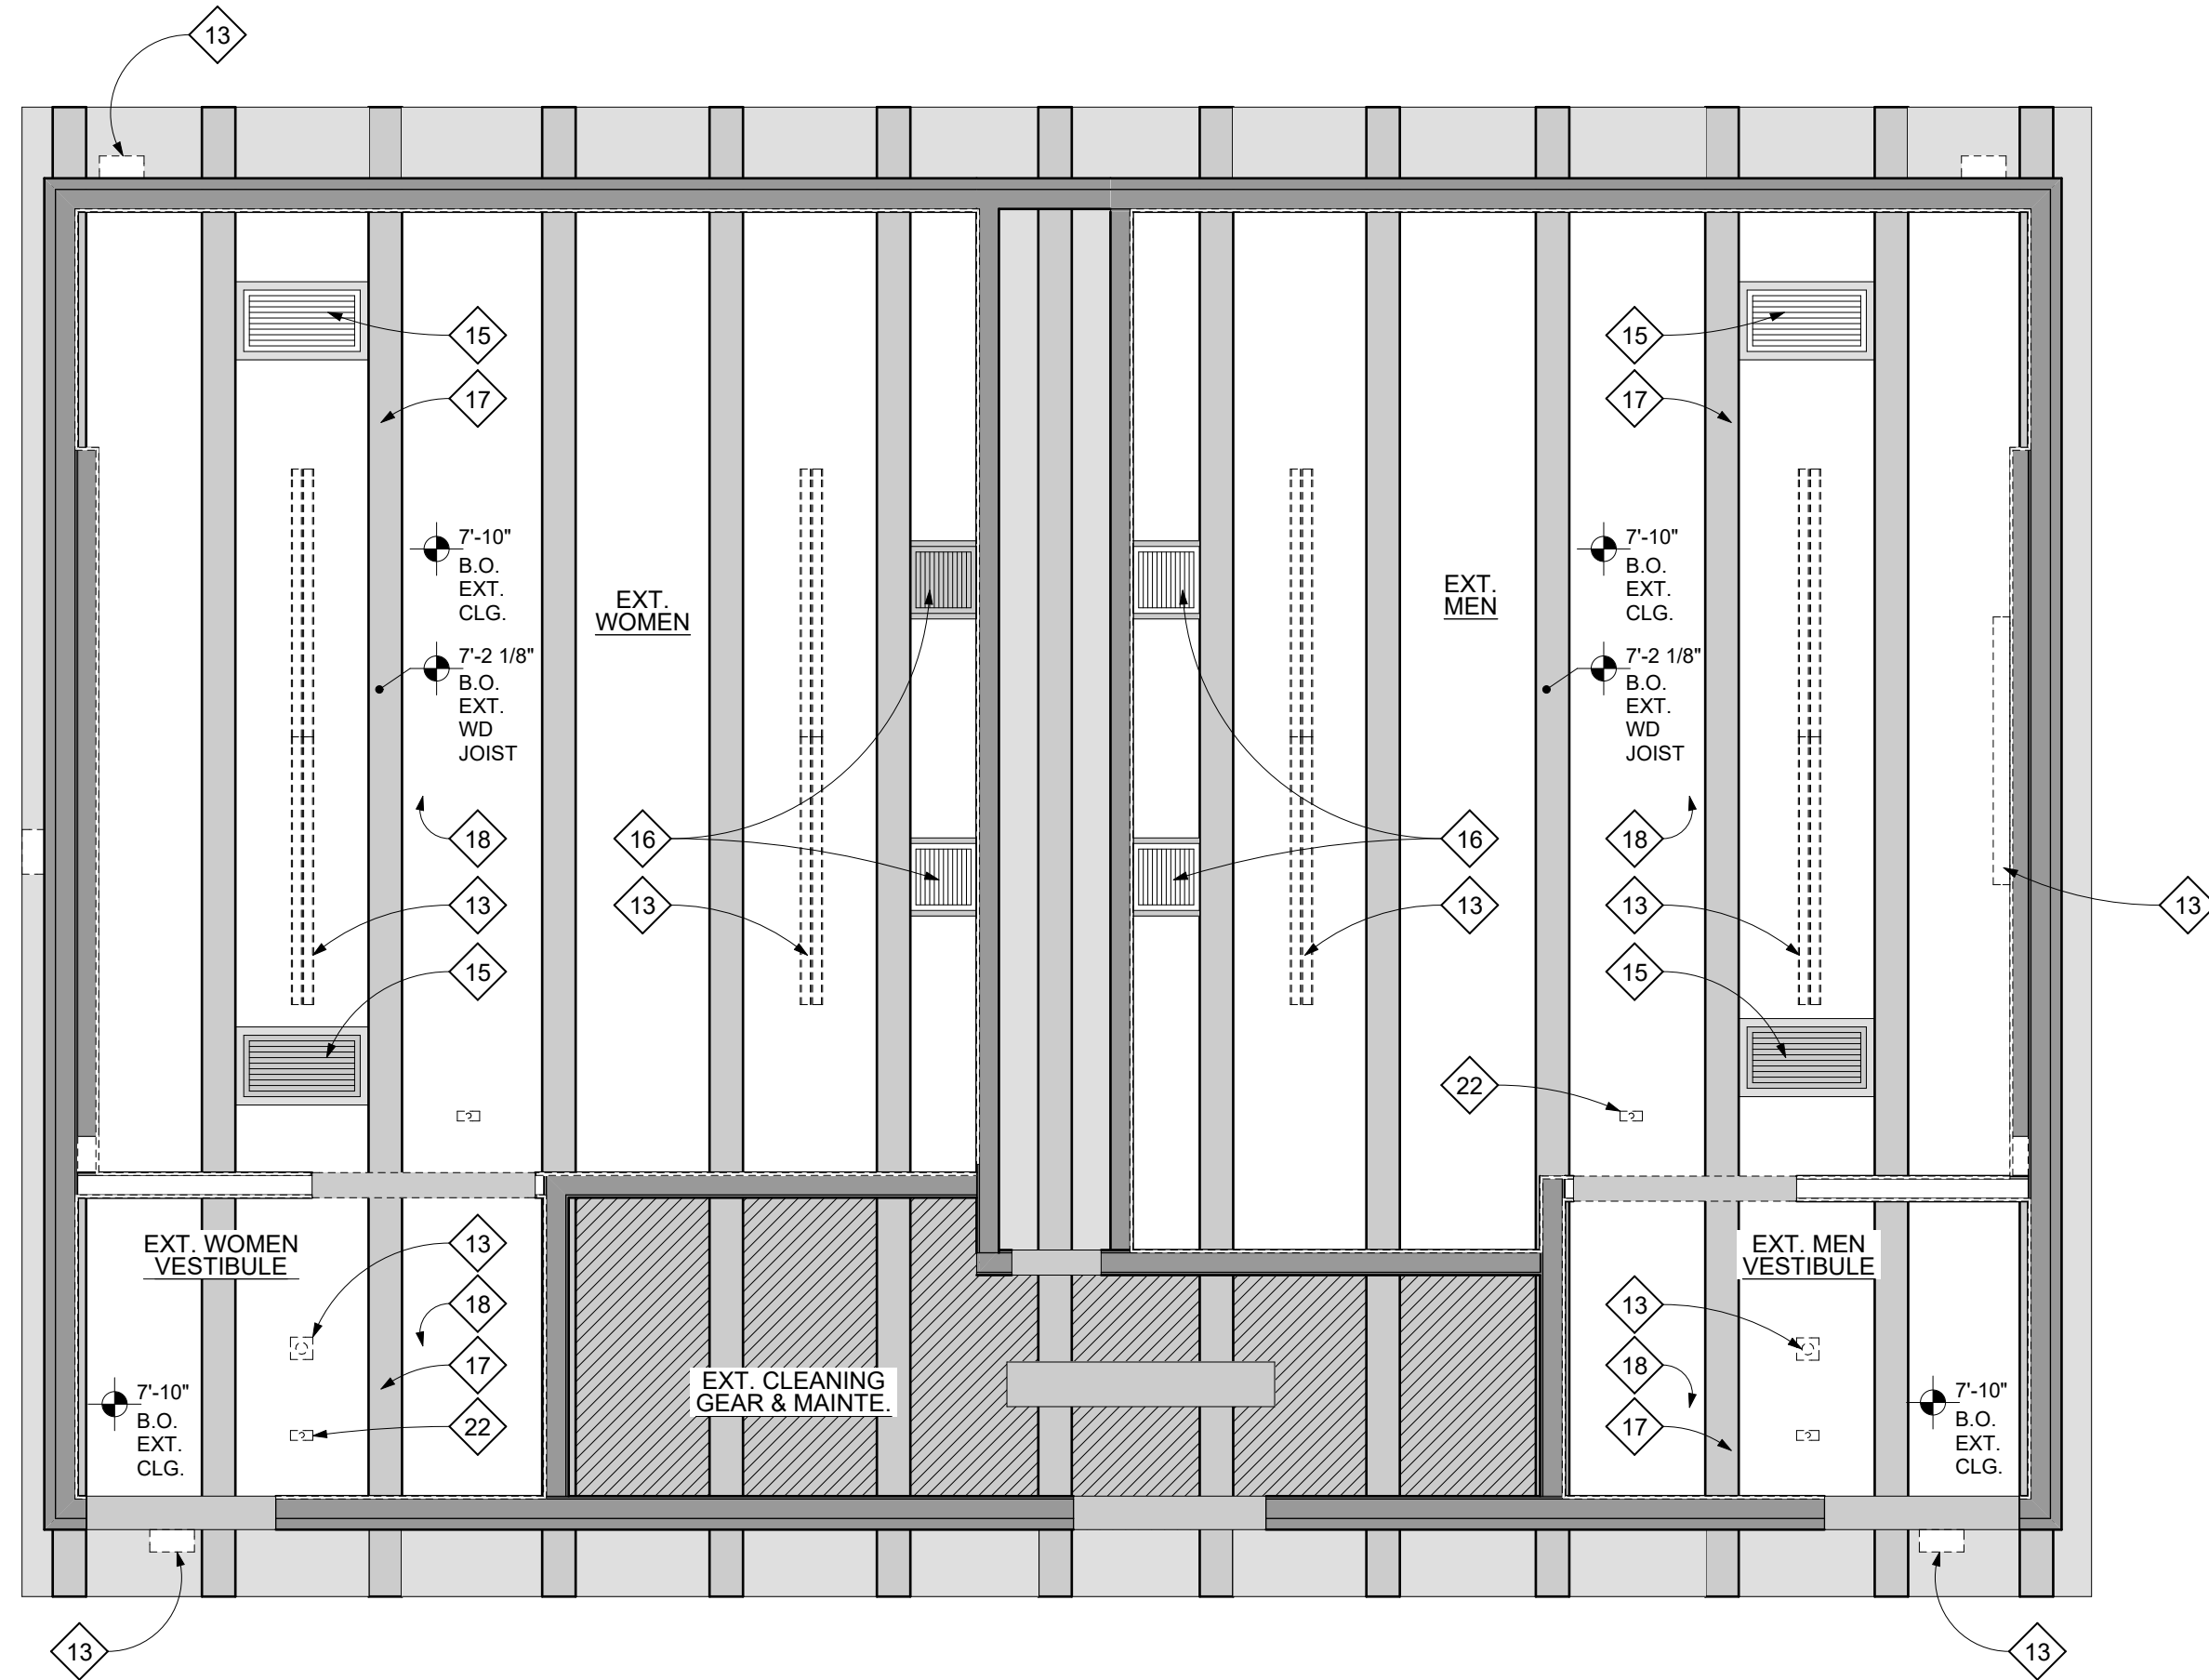 13
15
15
17
17
7'-10"
B.O.
EXT.
CLG.
7'-10"
B.O.
EXT.
CLG.
EXT.
WOMEN
EXT.
MEN
7'-2 1/8"
B.O.
EXT.
WD
JOIST
7'-2 1/8"
B.O.
EXT.
WD
JOIST
18
16
16
18
13
13
13
13
13
15
15
22
EXT. WOMEN
VESTIBULE
13
EXT. MEN
VESTIBULE
18
13
17
18
EXT. CLEANING
GEAR & MAINTE.
7'-10"
B.O.
EXT.
CLG.
22
17
7'-10"
B.O.
EXT.
CLG.
13
13